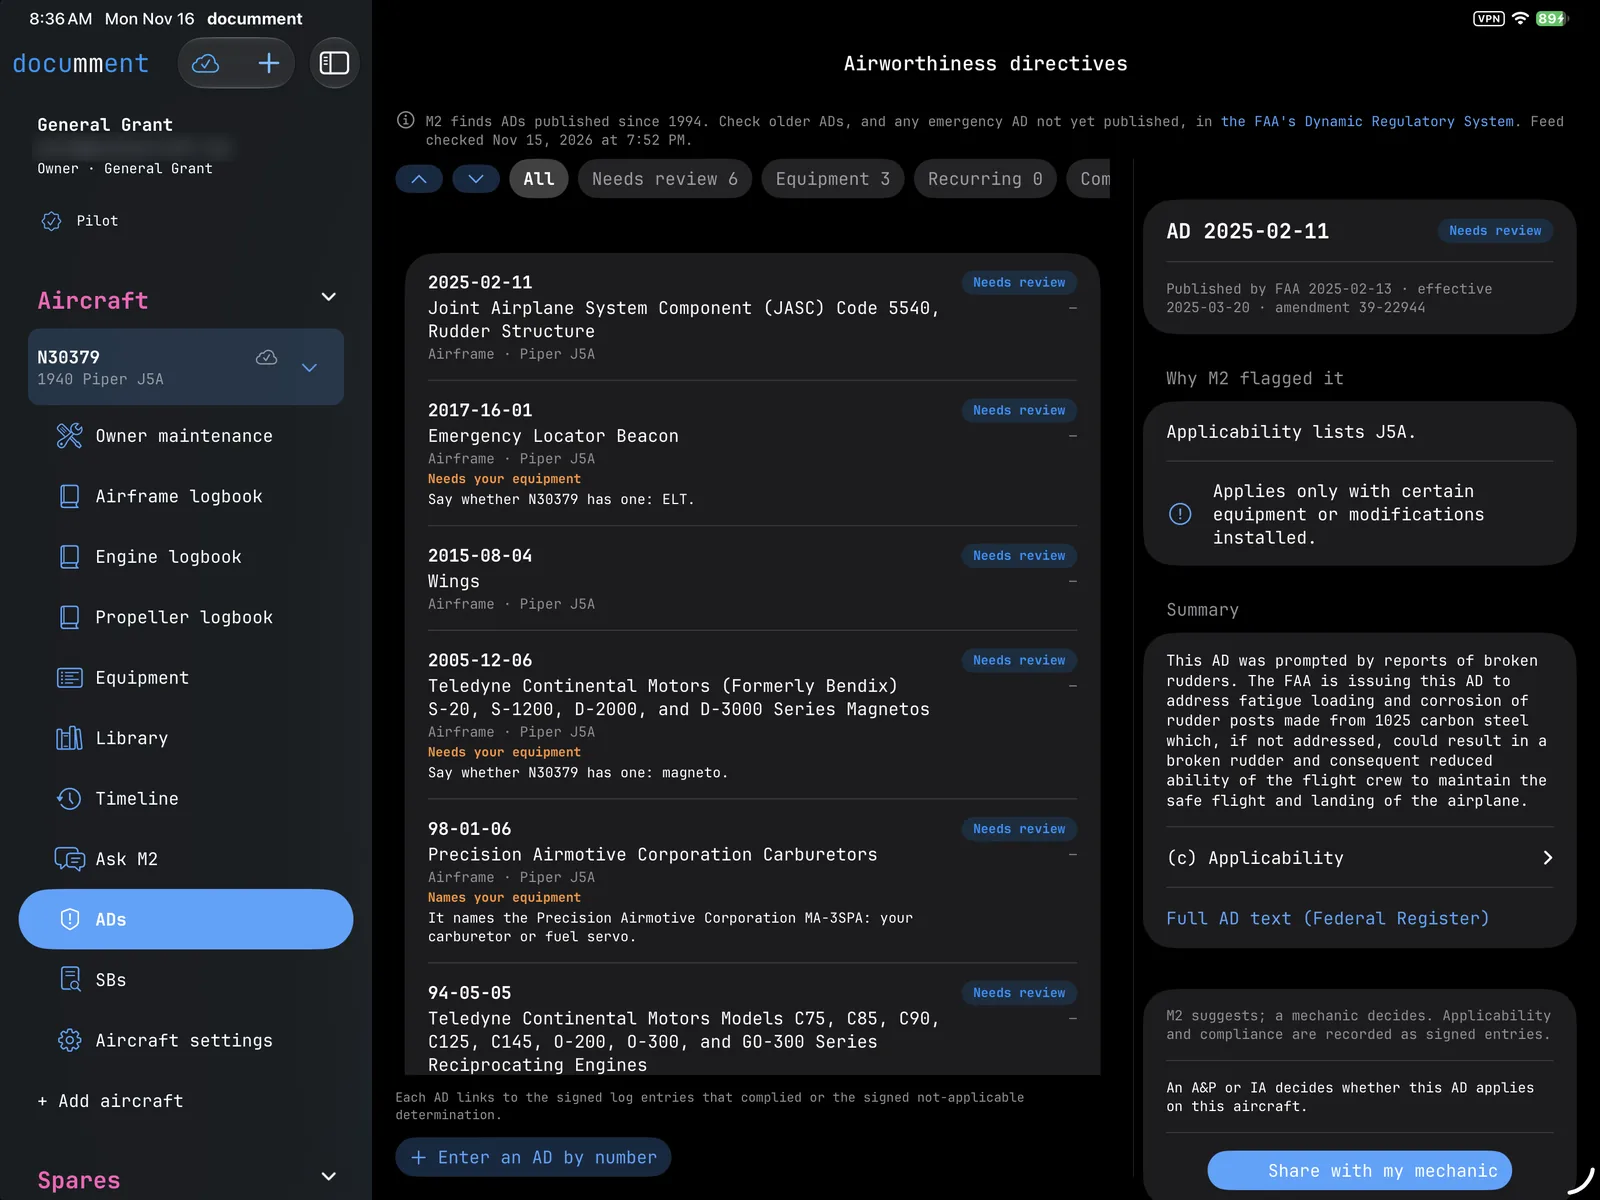 8:36 AM Mon Nov 16 documment
VPN 89
documment
General Grant
Owner · General Grant
Pilot
Aircraft
N30379
1940 Piper J5A
Owner maintenance
Airframe logbook
Engine logbook
Propeller logbook
Equipment
Library
Timeline
Ask M2
ADs
SBs
Aircraft settings
+ Add aircraft
Spares
Airworthiness directives
M2 finds ADs published since 1994. Check older ADs, and any emergency AD not yet published, in the FAA's Dynamic Regulatory System. Feed
checked Nov 15, 2026 at 7:52 PM.
All
Needs review 6
Equipment 3
Recurring 0
Com
2025-02-11
Needs review
Joint Airplane System Component (JASC) Code 5540,
–
Rudder Structure
Airframe · Piper J5A
2017-16-01
Needs review
Emergency Locator Beacon
–
Airframe · Piper J5A
Needs your equipment
Say whether N30379 has one: ELT.
2015-08-04
Needs review
Wings
–
Airframe · Piper J5A
2005-12-06
Needs review
Teledyne Continental Motors (Formerly Bendix)
–
S-20, S-1200, D-2000, and D-3000 Series Magnetos
Airframe · Piper J5A
Needs your equipment
Say whether N30379 has one: magneto.
98-01-06
Needs review
Precision Airmotive Corporation Carburetors
–
Airframe · Piper J5A
Names your equipment
It names the Precision Airmotive Corporation MA-3SPA: your
carburetor or fuel servo.
94-05-05
Needs review
Teledyne Continental Motors Models C75, C85, C90,
–
C125, C145, O-200, O-300, and GO-300 Series
Reciprocating Engines
Each AD links to the signed log entries that complied or the signed not-applicable
determination.
+ Enter an AD by number
AD 2025-02-11
Needs review
Published by FAA 2025-02-13 · effective
2025-03-20 · amendment 39-22944
Why M2 flagged it
Applicability lists J5A.
Applies only with certain
equipment or modifications
installed.
Summary
This AD was prompted by reports of broken
rudders. The FAA is issuing this AD to
address fatigue loading and corrosion of
rudder posts made from 1025 carbon steel
which, if not addressed, could result in a
broken rudder and consequent reduced
ability of the flight crew to maintain the
safe flight and landing of the airplane.
(c) Applicability
Full AD text (Federal Register)
M2 suggests; a mechanic decides. Applicability
and compliance are recorded as signed entries.
An A&P or IA decides whether this AD applies
on this aircraft.
Share with my mechanic